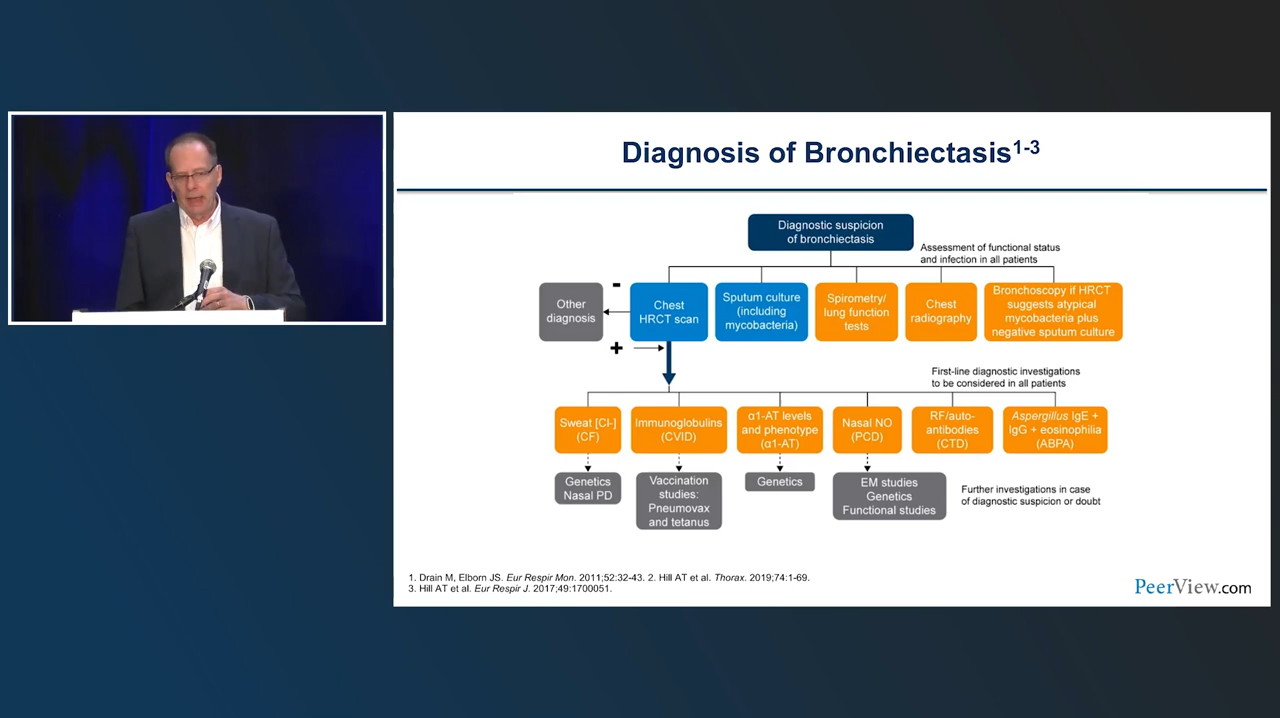 Diagnosis of Bronchiectasis1-3
Diagnostic suspicion
of bronchiectasis
Assessment of functional status
and infection in all patients
Other
diagnosis
-
Chest
HRCT scan
Sputum culture
(including
mycobacteria)
Spirometry/
lung function
tests
Chest
radiography
Bronchoscopy if HRCT
suggests atypical
mycobacteria plus
negative sputum culture
+
First-line diagnostic investigations
to be considered in all patients
Sweat [Cl-]
(CF)
Immunoglobulins
(CVID)
α1-AT levels
and phenotype
(α1-AT)
Nasal NO
(PCD)
RF/auto-
antibodies
(CTD)
Aspergillus IgE +
IgG + eosinophilia
(ABPA)
Genetics
Nasal PD
Vaccination
studies:
Pneumovax
and tetanus
Genetics
EM studies
Genetics
Functional studies
Further investigations in case
of diagnostic suspicion or doubt
1. Drain M, Elborn JS. Eur Respir Mon. 2011;52:32-43. 2. Hill AT et al. Thorax. 2019;74:1-69.
3. Hill AT et al. Eur Respir J. 2017;49:1700051.
PeerView.com